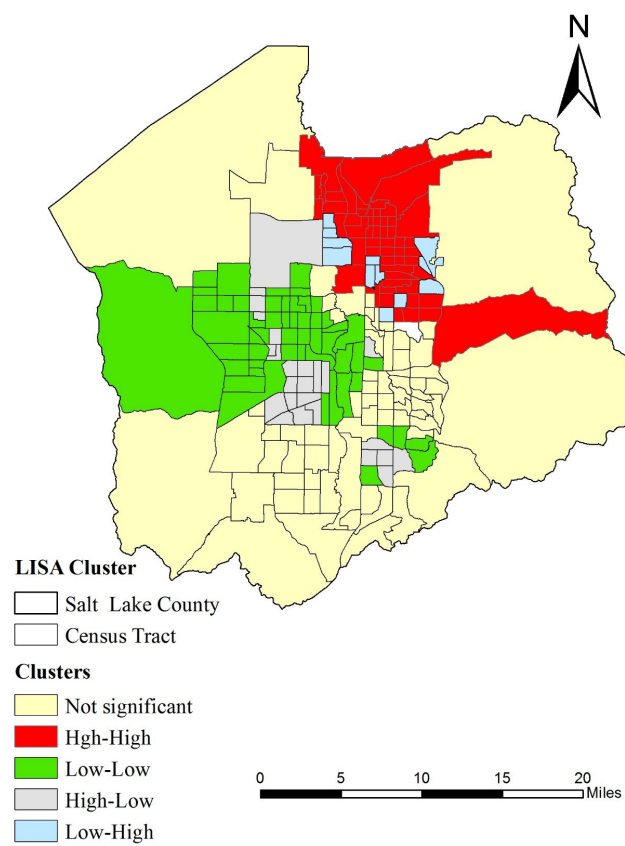 N
LISA Cluster
Salt Lake County
Census Tract
Clusters
Not significant
Hgh-High
Low-Low
High-Low
Low-High
0 5 10 15 20
Miles